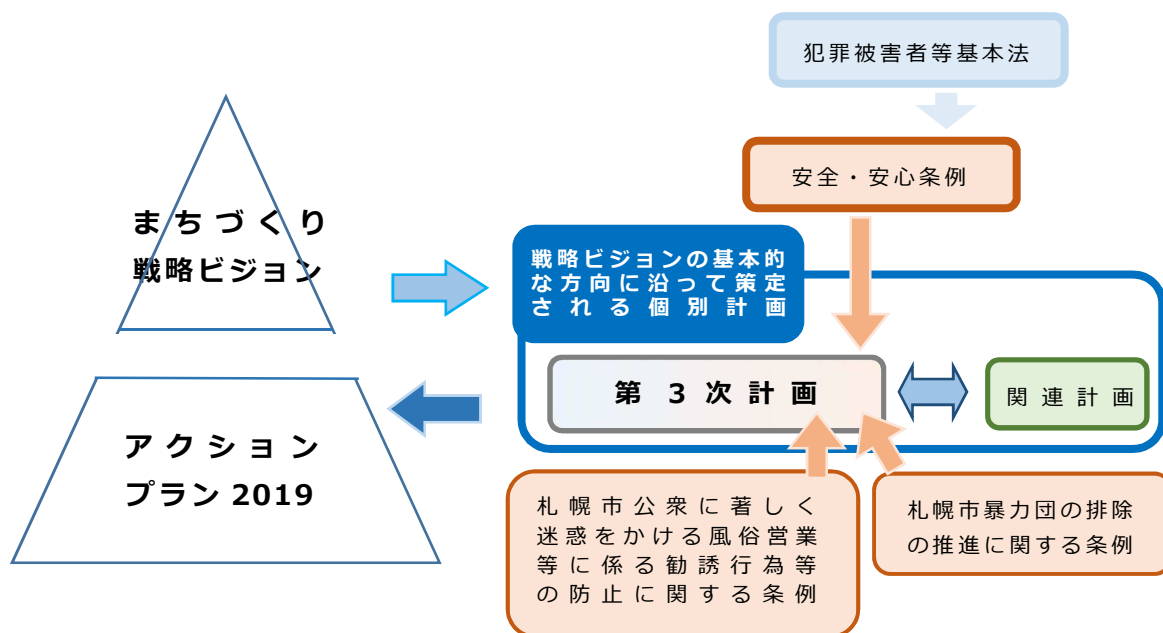 犯罪被害者等基本法
安全・安心条例
まちづくり
戦略ビジョン
戦略ビジョンの基本的
な方向に沿って策定
される個別計画
第3次計画
関連計画
アクション
プラン 2019
札幌市公衆に著しく
迷惑をかける風俗営業
等に係る勧誘行為等
の防止に関する条例
札幌市暴力団の排除
の推進に関する条例